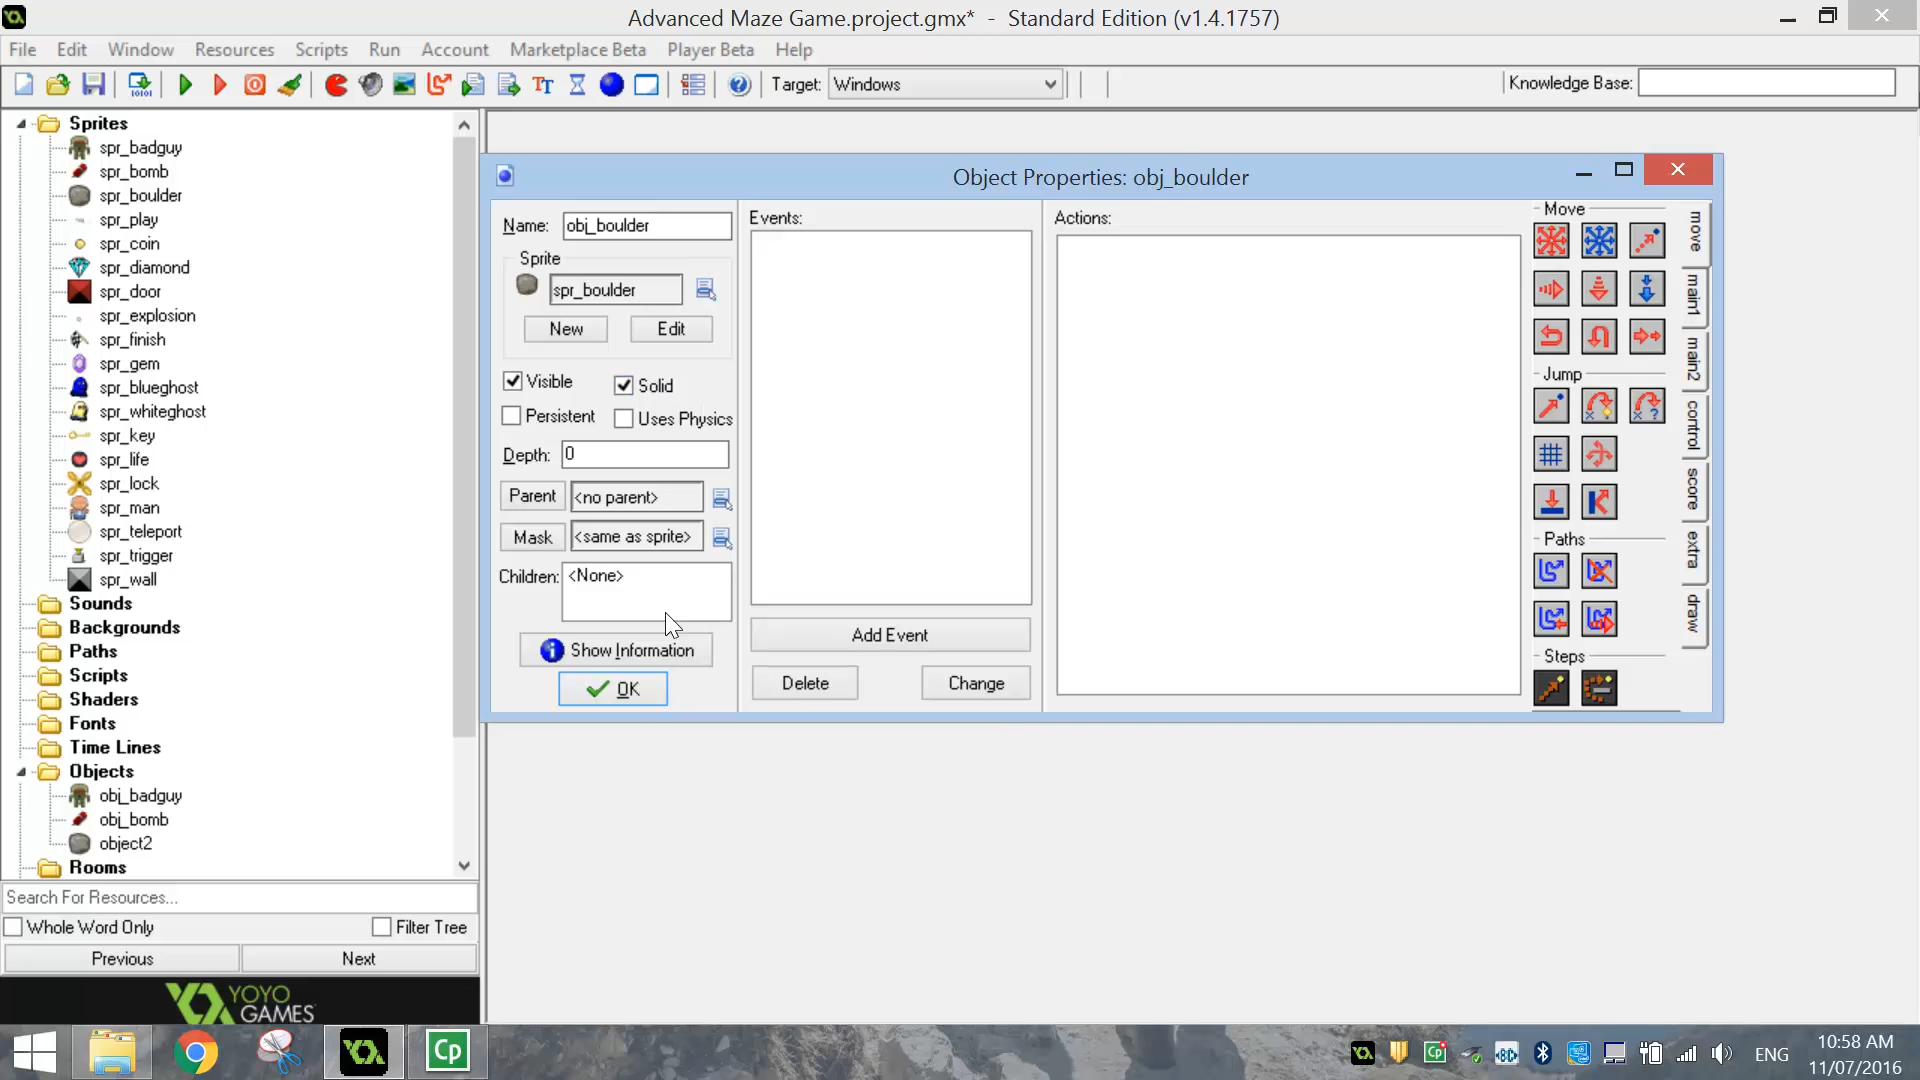 Advanced Maze Game.project.gmx* - Standard Edition (v1.4.1757)
File Edit Window Resources Scripts Run Account Marketplace Beta Player Beta Help
Target: Windows Knowledge Base:
Sprites
spr_badguy
spr_bomb
spr_boulder
spr_play
spr_coin
spr_diamond
spr_door
spr_explosion
spr_finish
spr_gem
spr_blueghost
spr_whiteghost
spr_key
spr_life
spr_lock
spr_man
spr_teleport
spr_trigger
spr_wall
Sounds
Backgrounds
Paths
Scripts
Shaders
Fonts
Time Lines
Objects
obj_badguy
obj_bomb
object2
Rooms
Search For Resources...
Whole Word Only Filter Tree
Previous Next
YOYO
GAMES
Object Properties: obj_boulder
Name: obj_boulder
Sprite
spr_boulder
New Edit
Visible Solid
Persistent Uses Physics
Depth: 0
Parent <no parent>
Mask <same as sprite>
Children: <None>
Show Information
OK
Events:
Add Event
Delete Change
Actions:
Move
Jump
Paths
Steps
move
main1
main2
control
score
extra
draw
Cp
ENG
10:58 AM
11/07/2016